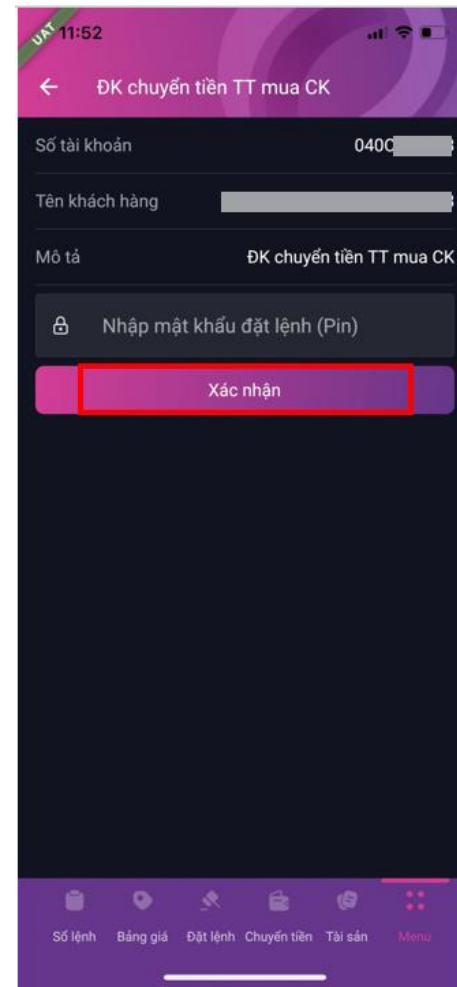 UAT
11:52
ĐK chuyển tiền TT mua CK
Số tài khoản 040C
Tên khách hàng
Mô tả ĐK chuyển tiền TT mua CK
Nhập mật khẩu đặt lệnh (Pin)
Xác nhận
Sổ lệnh Bảng giá Đặt lệnh Chuyển tiền Tài sản Menu